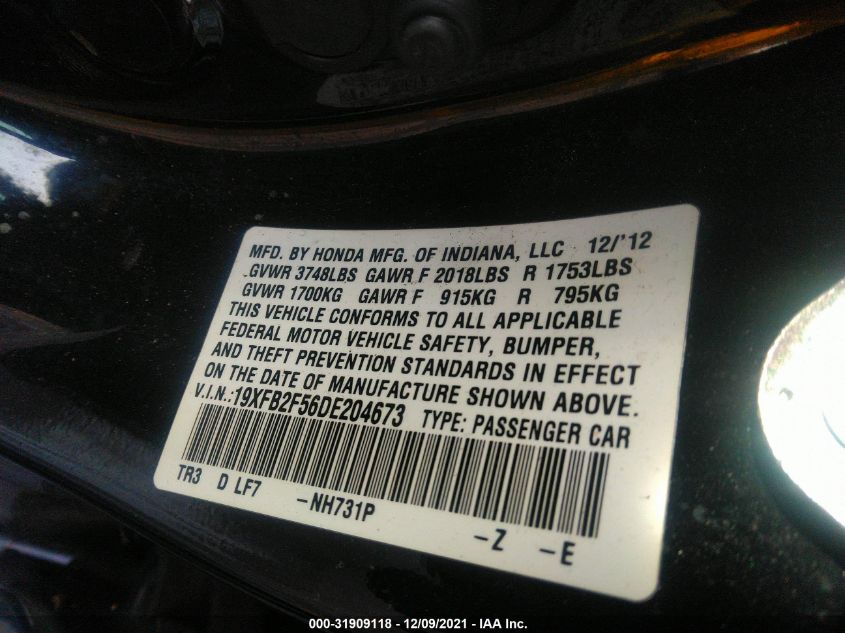 MFD. BY HONDA MFG. OF INDIANA, LLC 12/'12
GVWR 3748LBS GAWR F 2018LBS R 1753LBS
GVWR 1700KG GAWR F 915KG R 795KG
THIS VEHICLE CONFORMS TO ALL APPLICABLE
FEDERAL MOTOR VEHICLE SAFETY, BUMPER,
AND THEFT PREVENTION STANDARDS IN EFFECT
ON THE DATE OF MANUFACTURE SHOWN ABOVE.
V.I.N.:19XFB2F56DE204673 TYPE: PASSENGER CAR
TR3 D LF7 -NH731P -Z -E
000-31909118 - 12/09/2021 - IAA Inc.